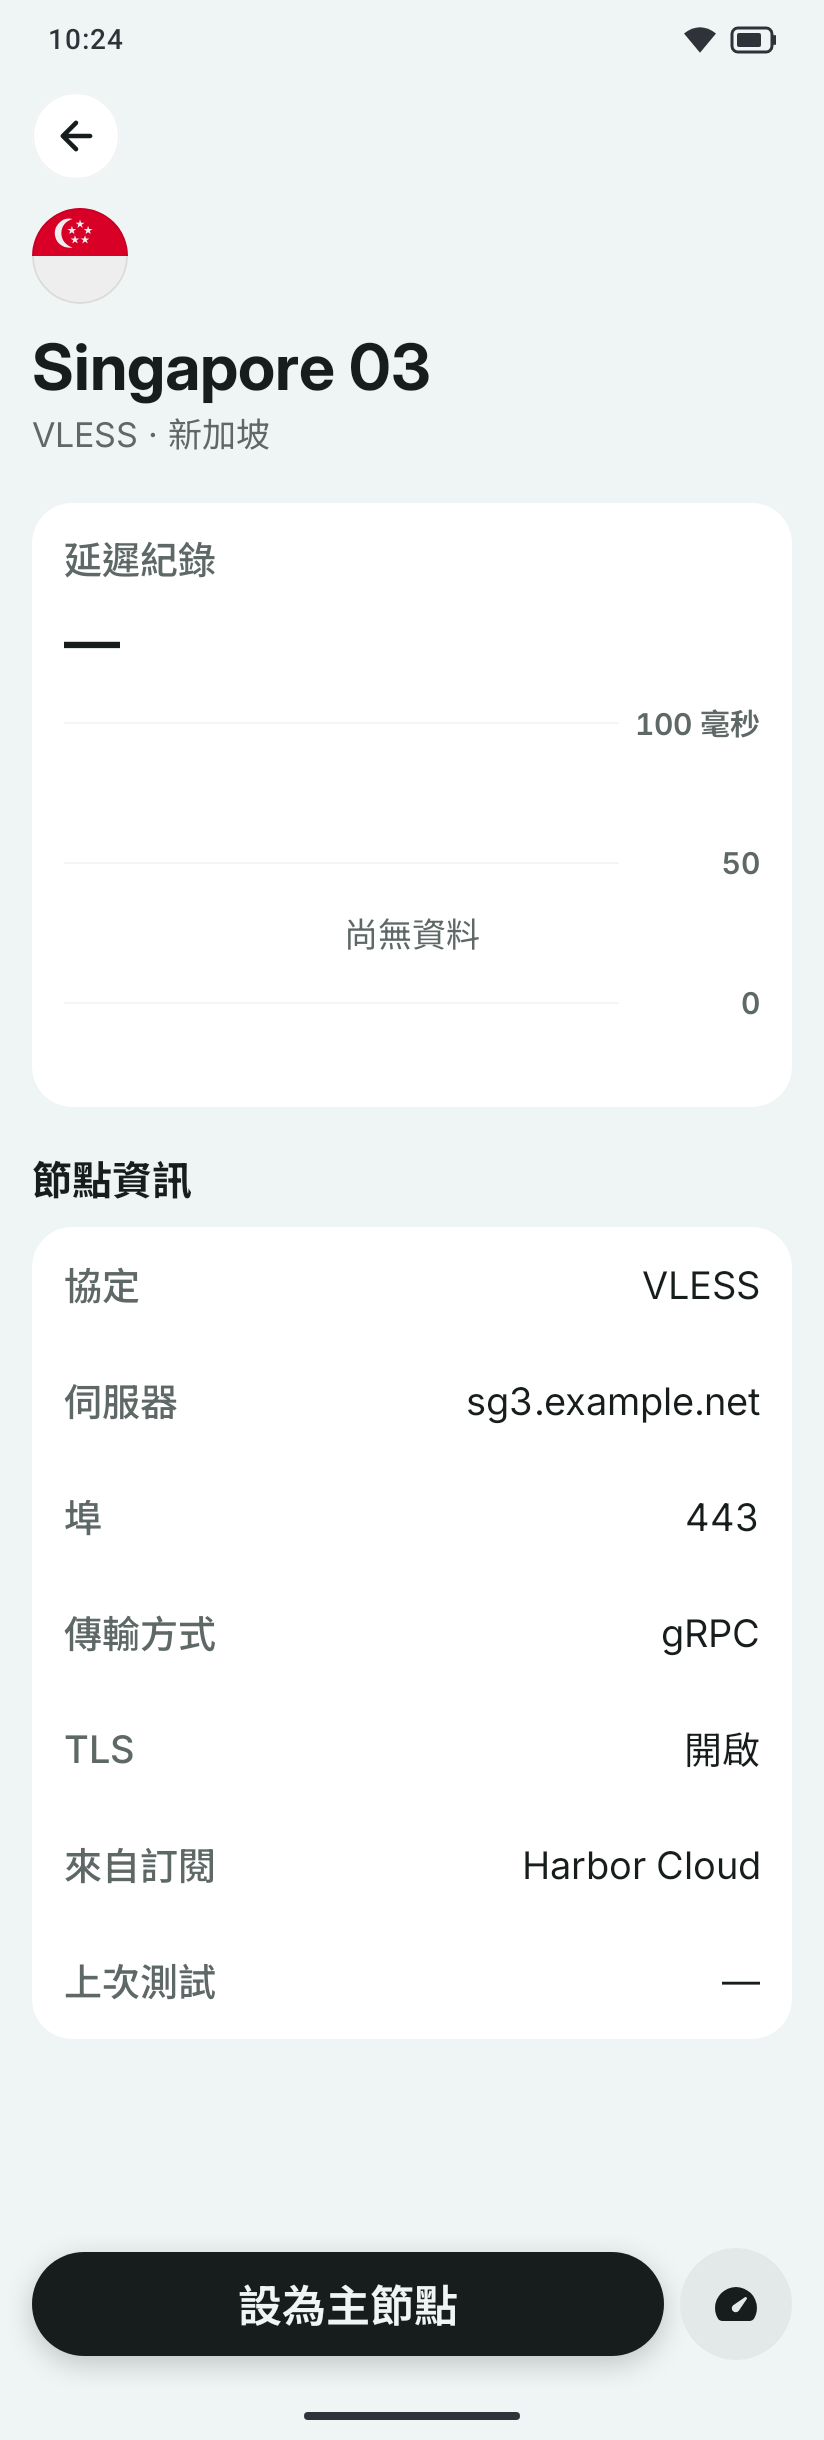 10:24
Singapore 03
VLESS · 新加坡
延遲紀錄
—
100 毫秒
50
尚無資料
0
節點資訊
協定 VLESS
伺服器 sg3.example.net
埠 443
傳輸方式 gRPC
TLS 開啟
來自訂閱 Harbor Cloud
上次測試 —
設為主節點